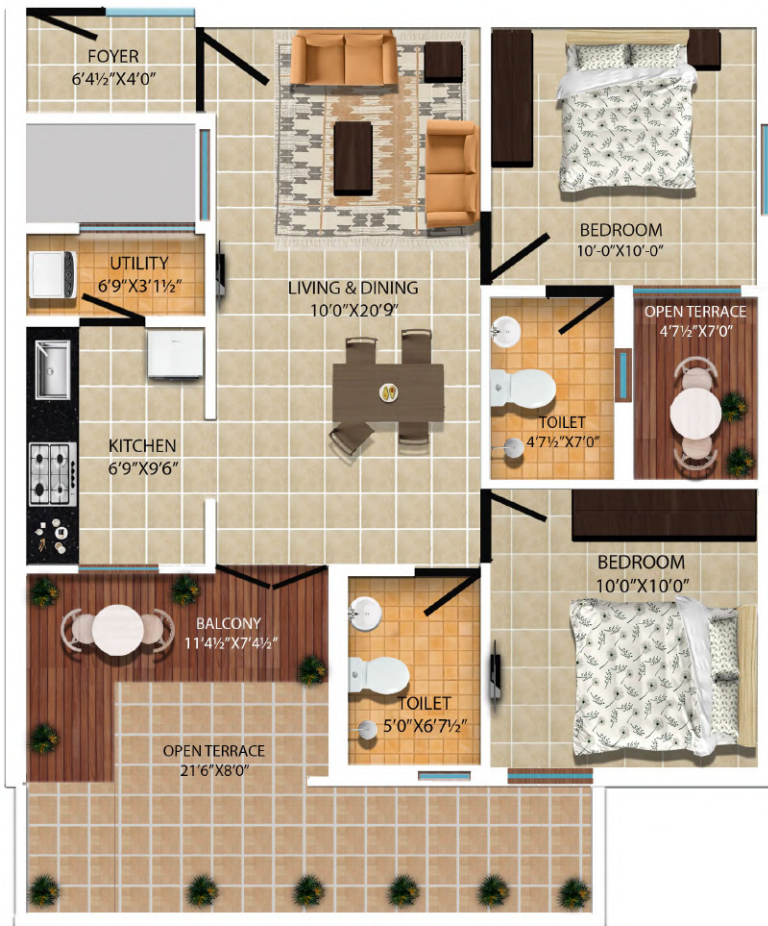 FOYER
6'4½"X4'0"
UTILITY
6'9"X3'1½"
LIVING & DINING
10'0"X20'9"
BEDROOM
10'-0"X10'-0"
OPEN TERRACE
4'7½"X7'0"
TOILET
4'7½"X7'0"
KITCHEN
6'9"X9'6"
BEDROOM
10'0"X10'0"
BALCONY
11'4½"X7'4½"
TOILET
5'0"X6'7½"
OPEN TERRACE
21'6"X8'0"